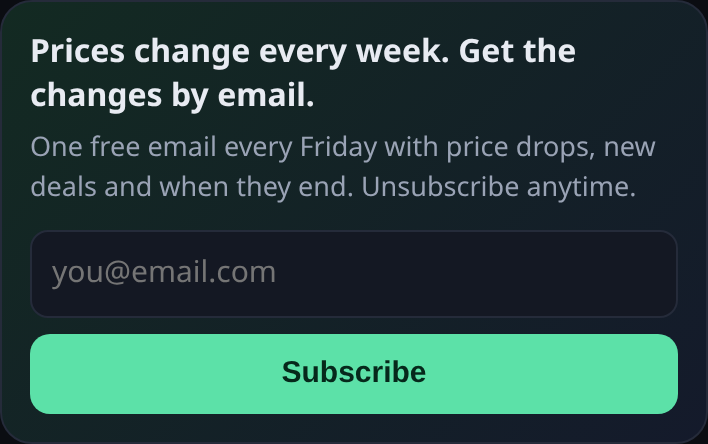 Prices change every week. Get the
changes by email.
One free email every Friday with price drops, new
deals and when they end. Unsubscribe anytime.
you@email.com
Subscribe